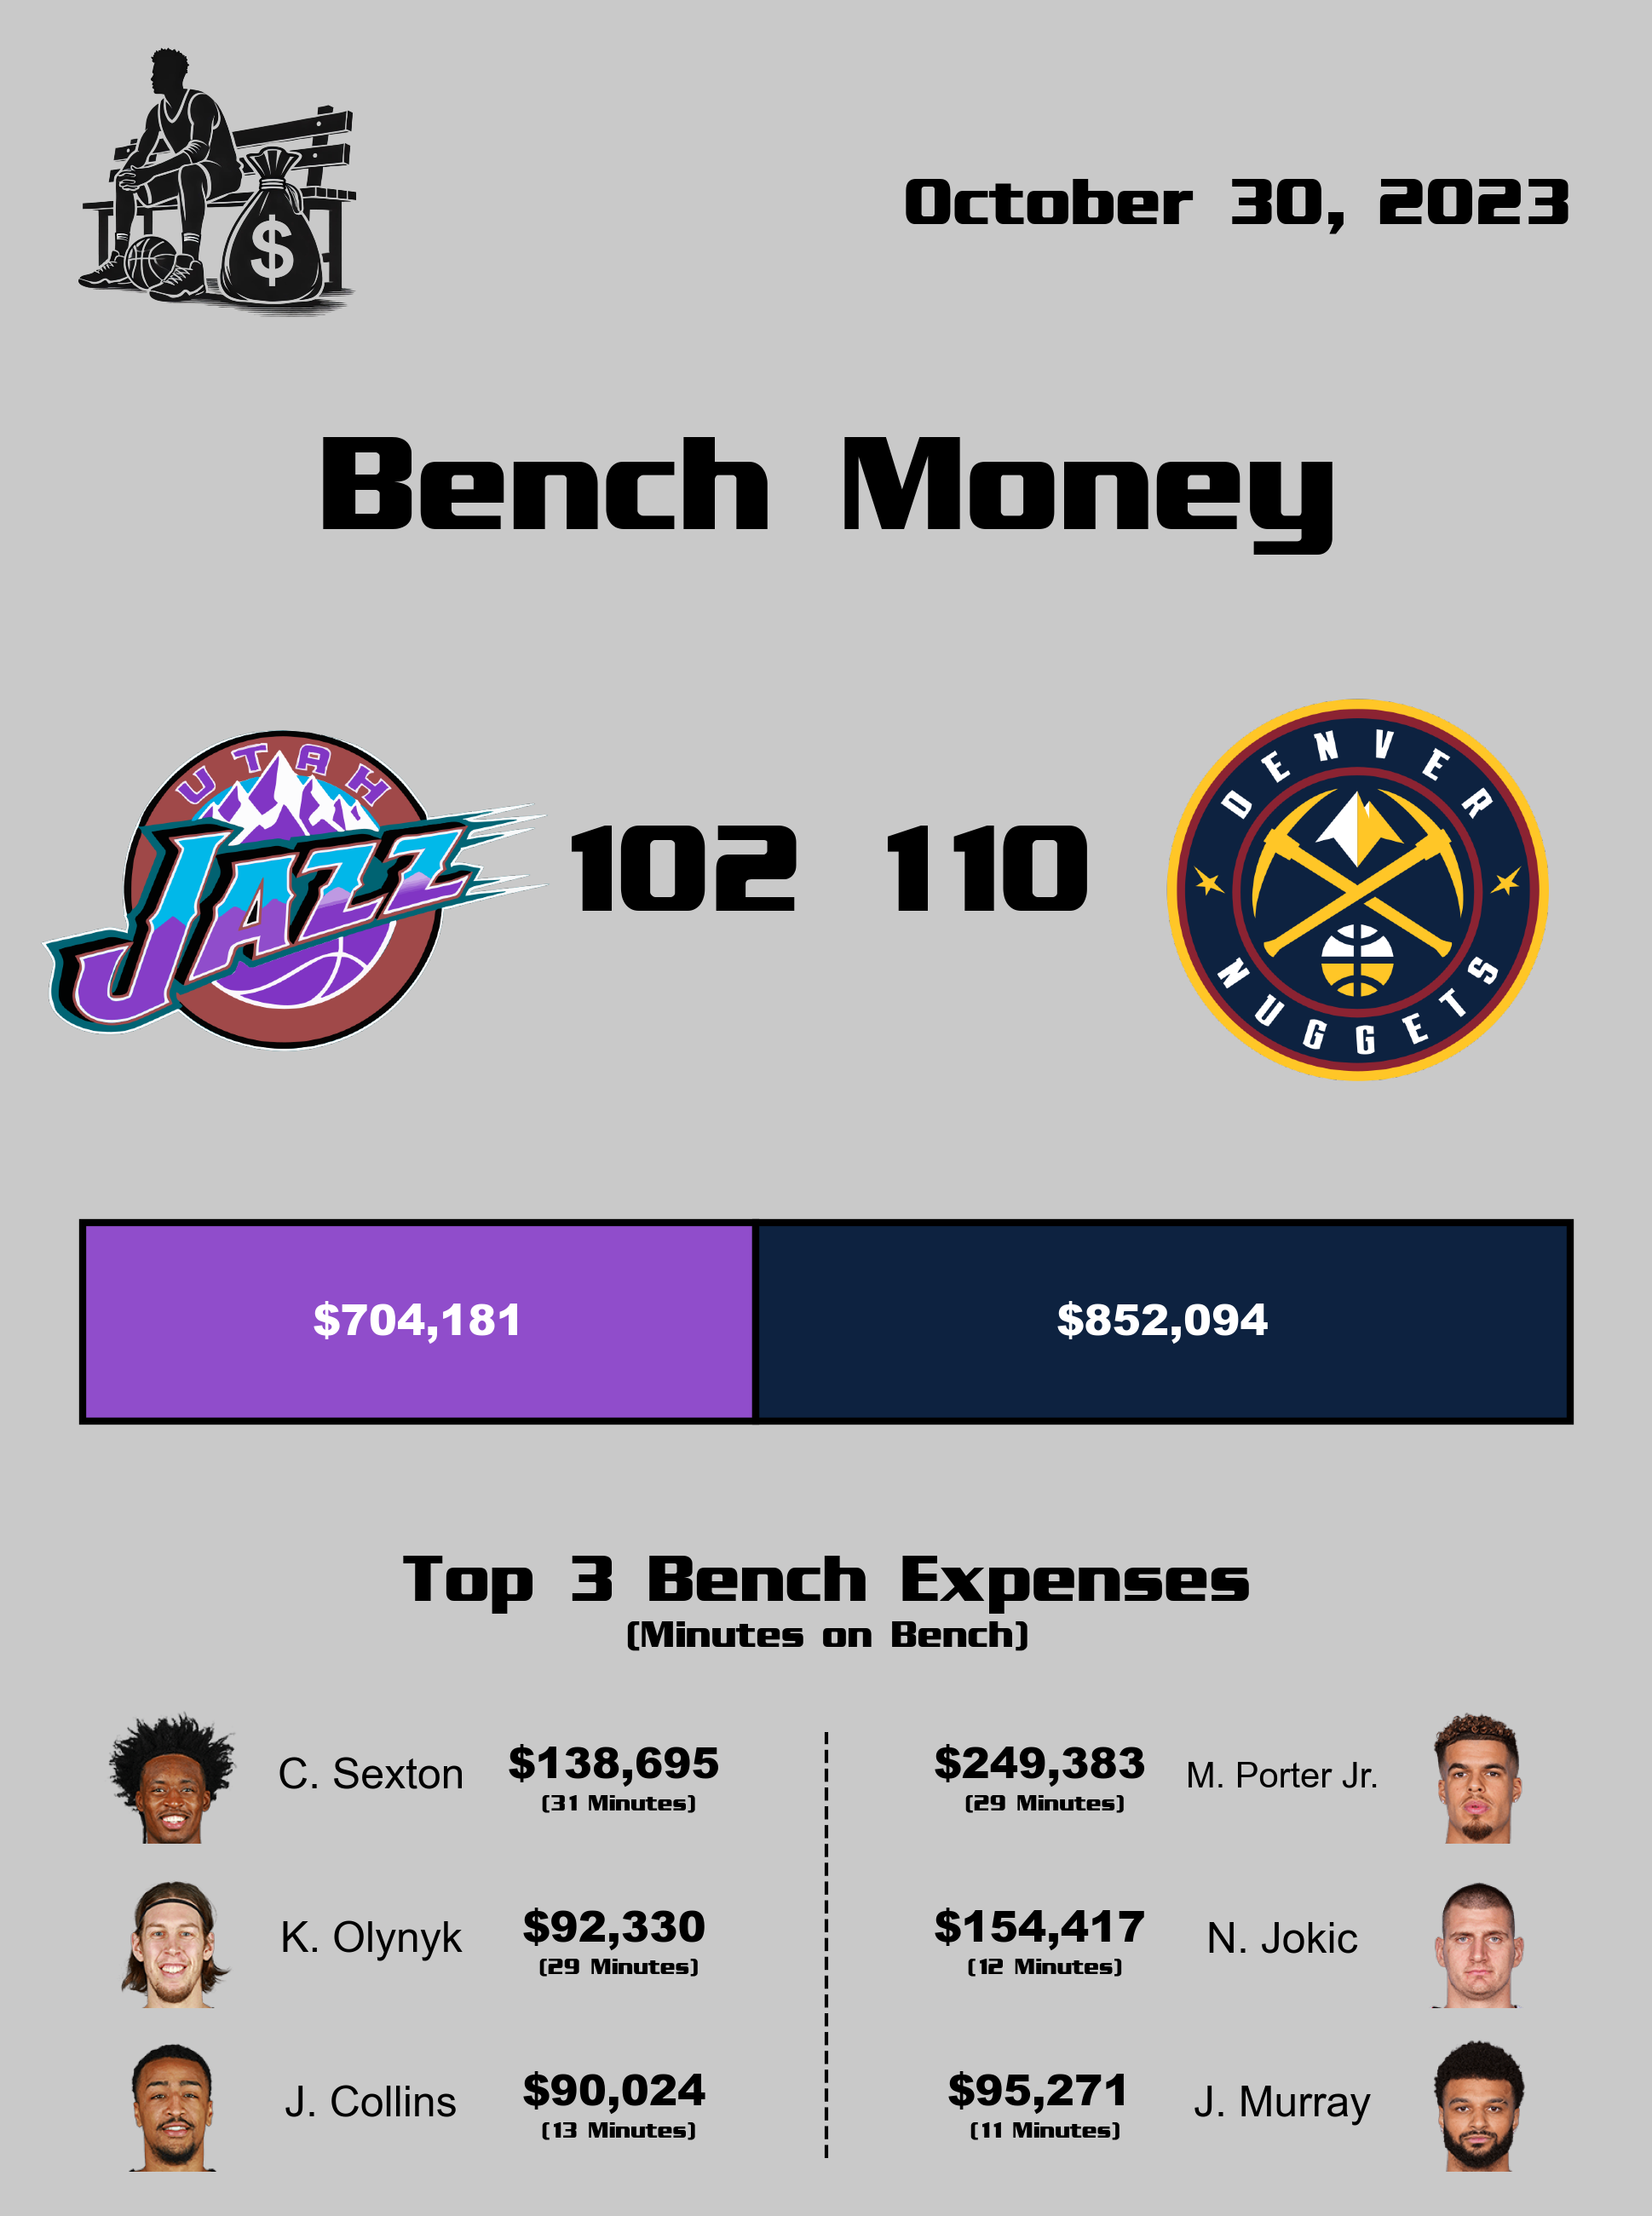 $
October 30, 2023
Bench Money
UTAH
JAZZ
102 110
DENVER
NUGGETS
$704,181 $852,094
Top 3 Bench Expenses
(Minutes on Bench)
C. Sexton $138,695 $249,383 M. Porter Jr.
(31 Minutes) (29 Minutes)
K. Olynyk $92,330 $154,417 N. Jokic
(29 Minutes) (12 Minutes)
J. Collins $90,024 $95,271 J. Murray
(13 Minutes) (11 Minutes)